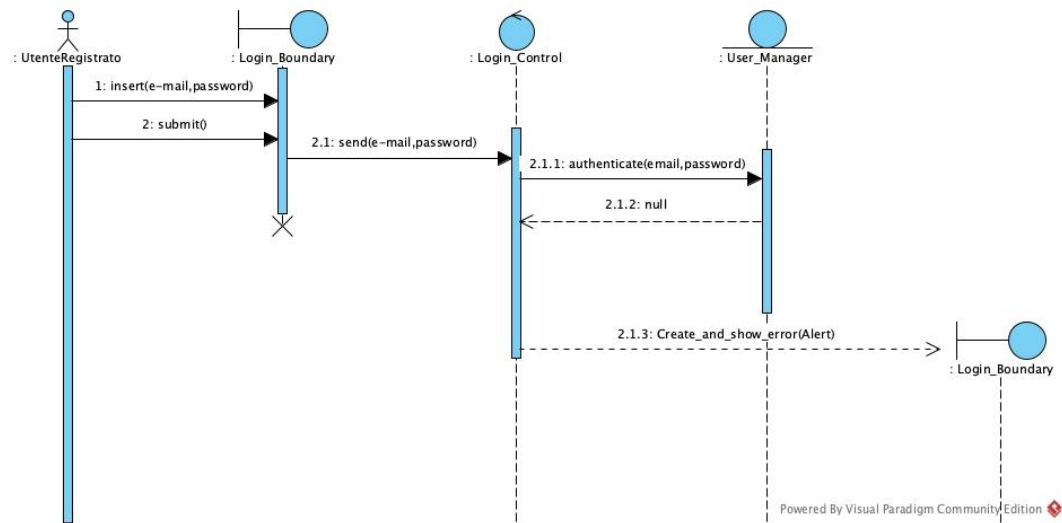 : UtenteRegistrato
: Login_Boundary
: Login_Control
: User_Manager
1: insert(e-mail,password)
2: submit()
2.1: send(e-mail,password)
2.1.1: authenticate(email,password)
2.1.2: null
2.1.3: Create_and_show_error(Alert)
: Login_Boundary
Powered By Visual Paradigm Community Edition